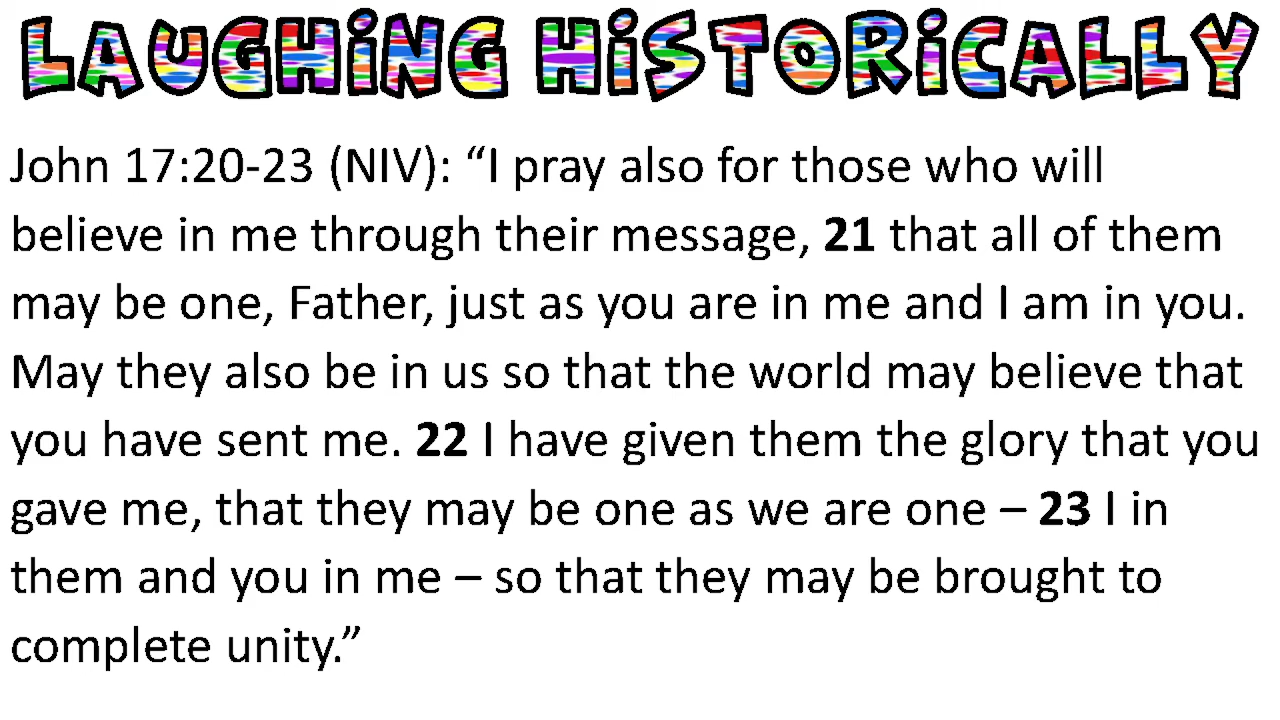 LAUGHiNG HiSTORiCALLY
John 17:20-23 (NIV): “I pray also for those who will
believe in me through their message, 21 that all of them
may be one, Father, just as you are in me and I am in you.
May they also be in us so that the world may believe that
you have sent me. 22 I have given them the glory that you
gave me, that they may be one as we are one – 23 I in
them and you in me – so that they may be brought to
complete unity.”